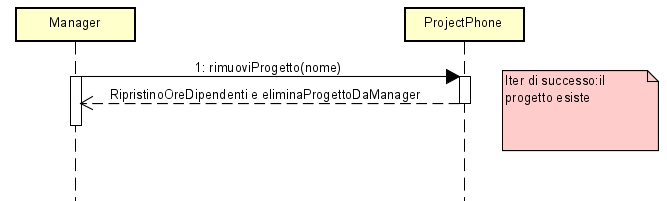 Manager
ProjectPhone
1: rimuoviProgetto(nome)
RipristinoOreDipendenti e eliminaProgettoDaManager
Iter di successo:il
progetto esiste